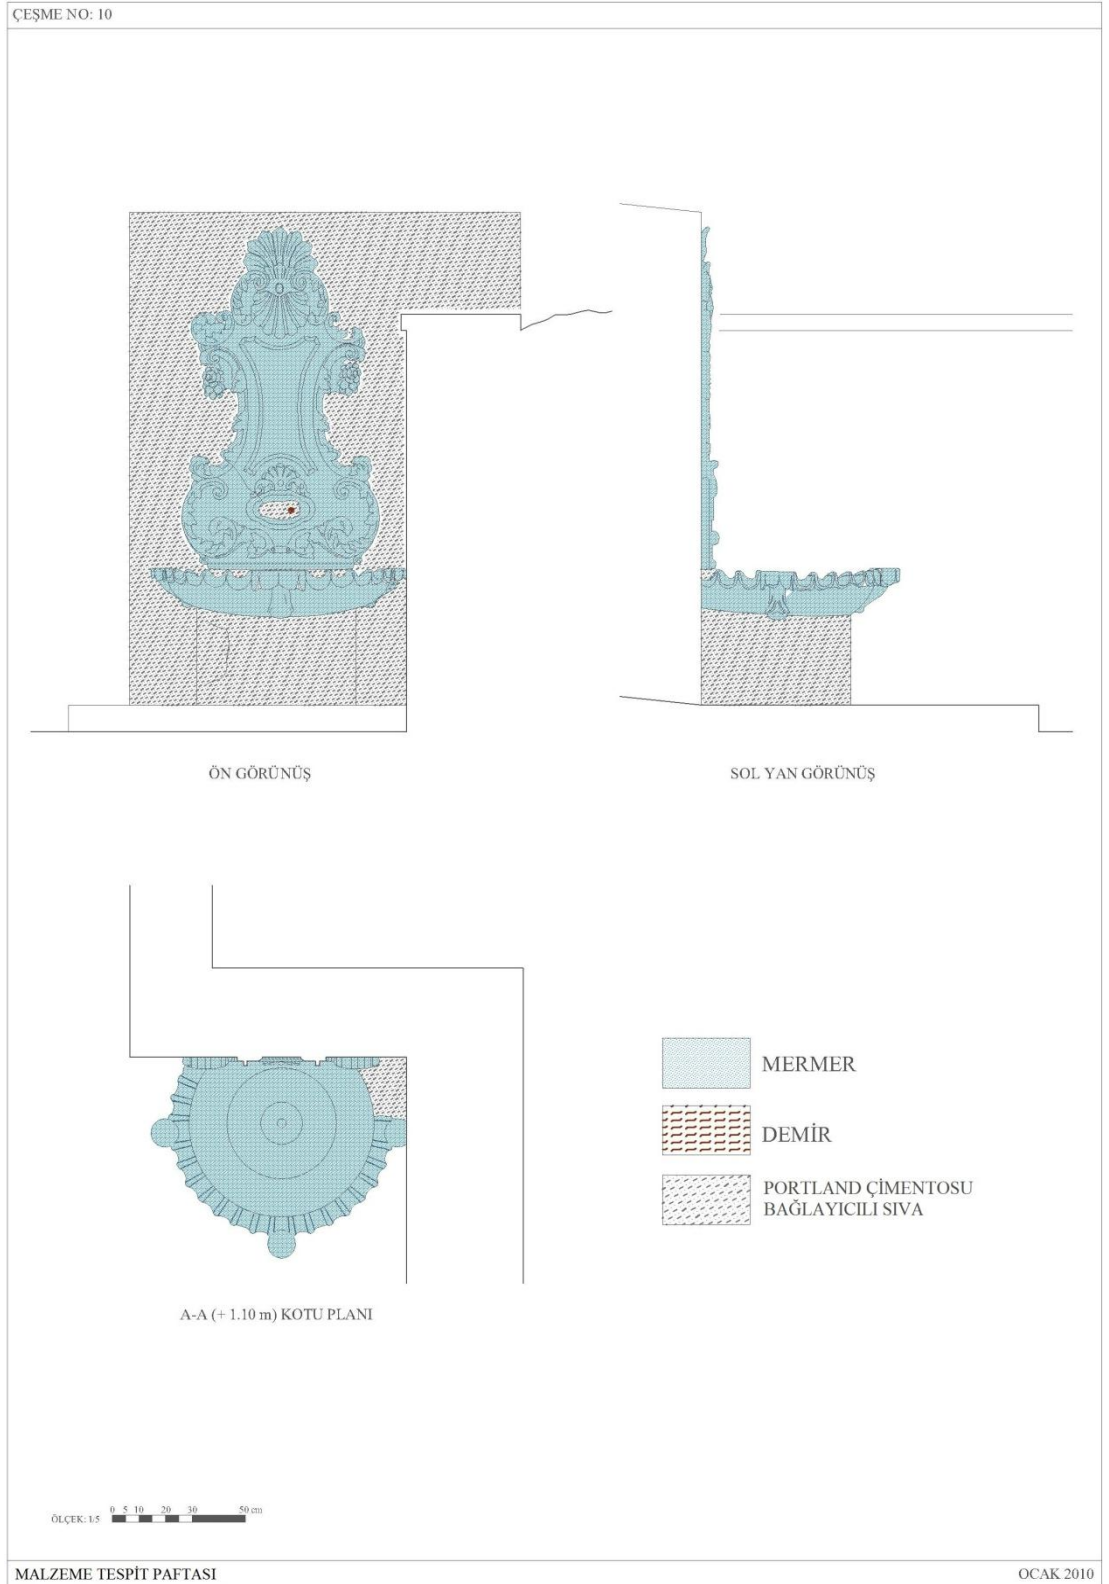 ÇEŞME NO: 10
ÖN GÖRÜNÜŞ
SOL YAN GÖRÜNÜŞ
MERMER
DEMİR
PORTLAND ÇİMENTOSU
BAĞLAYICILI SIVA
A-A (+ 1.10 m) KOTU PLANI
0 5 10 20 30 50 cm
ÖLÇEK: 1/5
MALZEME TESPİT PAFTASI
OCAK 2010